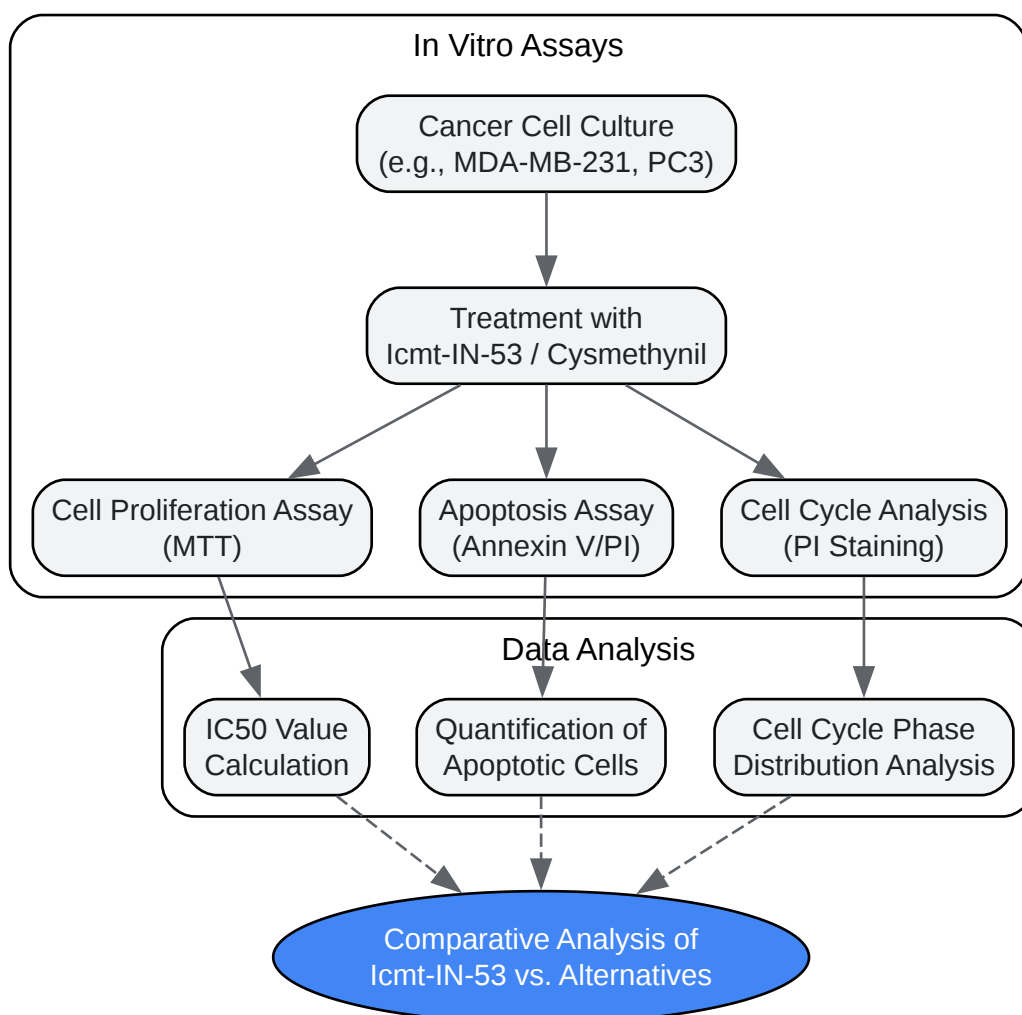 In Vitro Assays
Cancer Cell Culture
(e.g., MDA-MB-231, PC3)
Treatment with
Icmt-IN-53 / Cysmethynil
Cell Proliferation Assay
(MTT)
Apoptosis Assay
(Annexin V/PI)
Cell Cycle Analysis
(PI Staining)
Data Analysis
IC50 Value
Calculation
Quantification of
Apoptotic Cells
Cell Cycle Phase
Distribution Analysis
Comparative Analysis of
Icmt-IN-53 vs. Alternatives